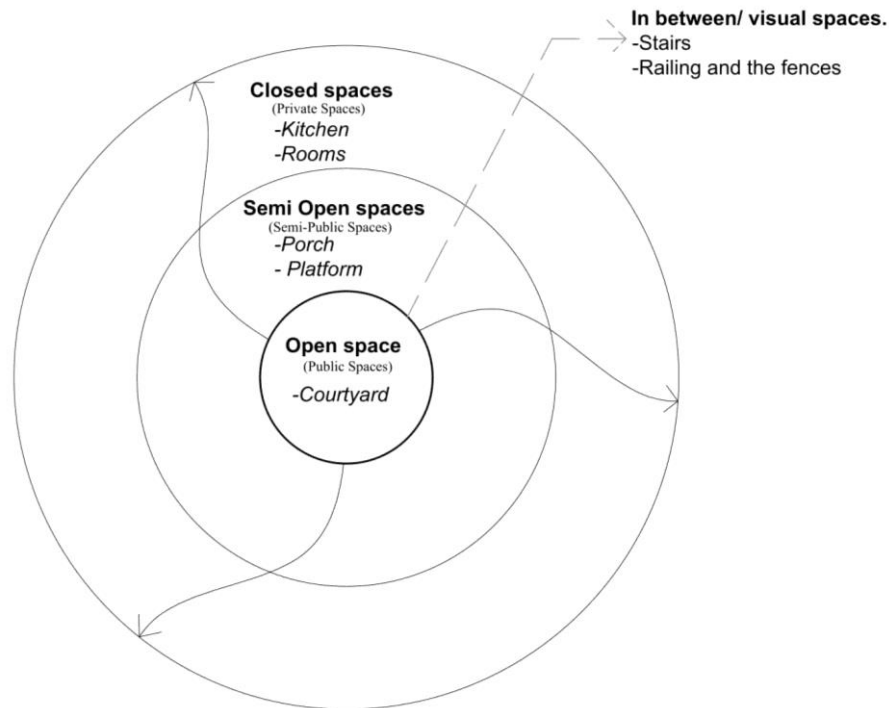 In between/ visual spaces.
-Stairs
-Railing and the fences
Closed spaces
(Private Spaces)
-Kitchen
-Rooms
Semi Open spaces
(Semi-Public Spaces)
-Porch
- Platform
Open space
(Public Spaces)
-Courtyard